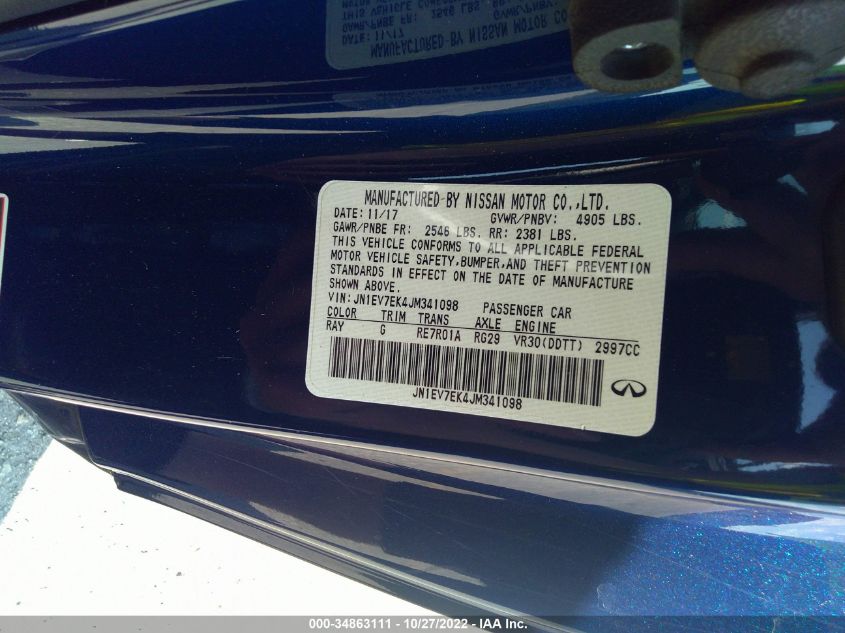 MANUFACTURED BY NISSAN MOTOR CO.,LTD.
DATE: 11/17 GVWR/PNBV: 4905 LBS.
GAWR/PNBE FR: 2546 LBS. RR: 2381 LBS.
THIS VEHICLE CONFORMS TO ALL APPLICABLE FEDERAL
MOTOR VEHICLE SAFETY,BUMPER,AND THEFT PREVENTION
STANDARDS IN EFFECT ON THE DATE OF MANUFACTURE
SHOWN ABOVE.
VIN:JN1EV7EK4JM341098 PASSENGER CAR
COLOR TRIM TRANS AXLE ENGINE
RAY G RE7R01A RG29 VR30(DDTT) 2997CC
JN1EV7EK4JM341098
000-34863111 - 10/27/2022 - IAA Inc.